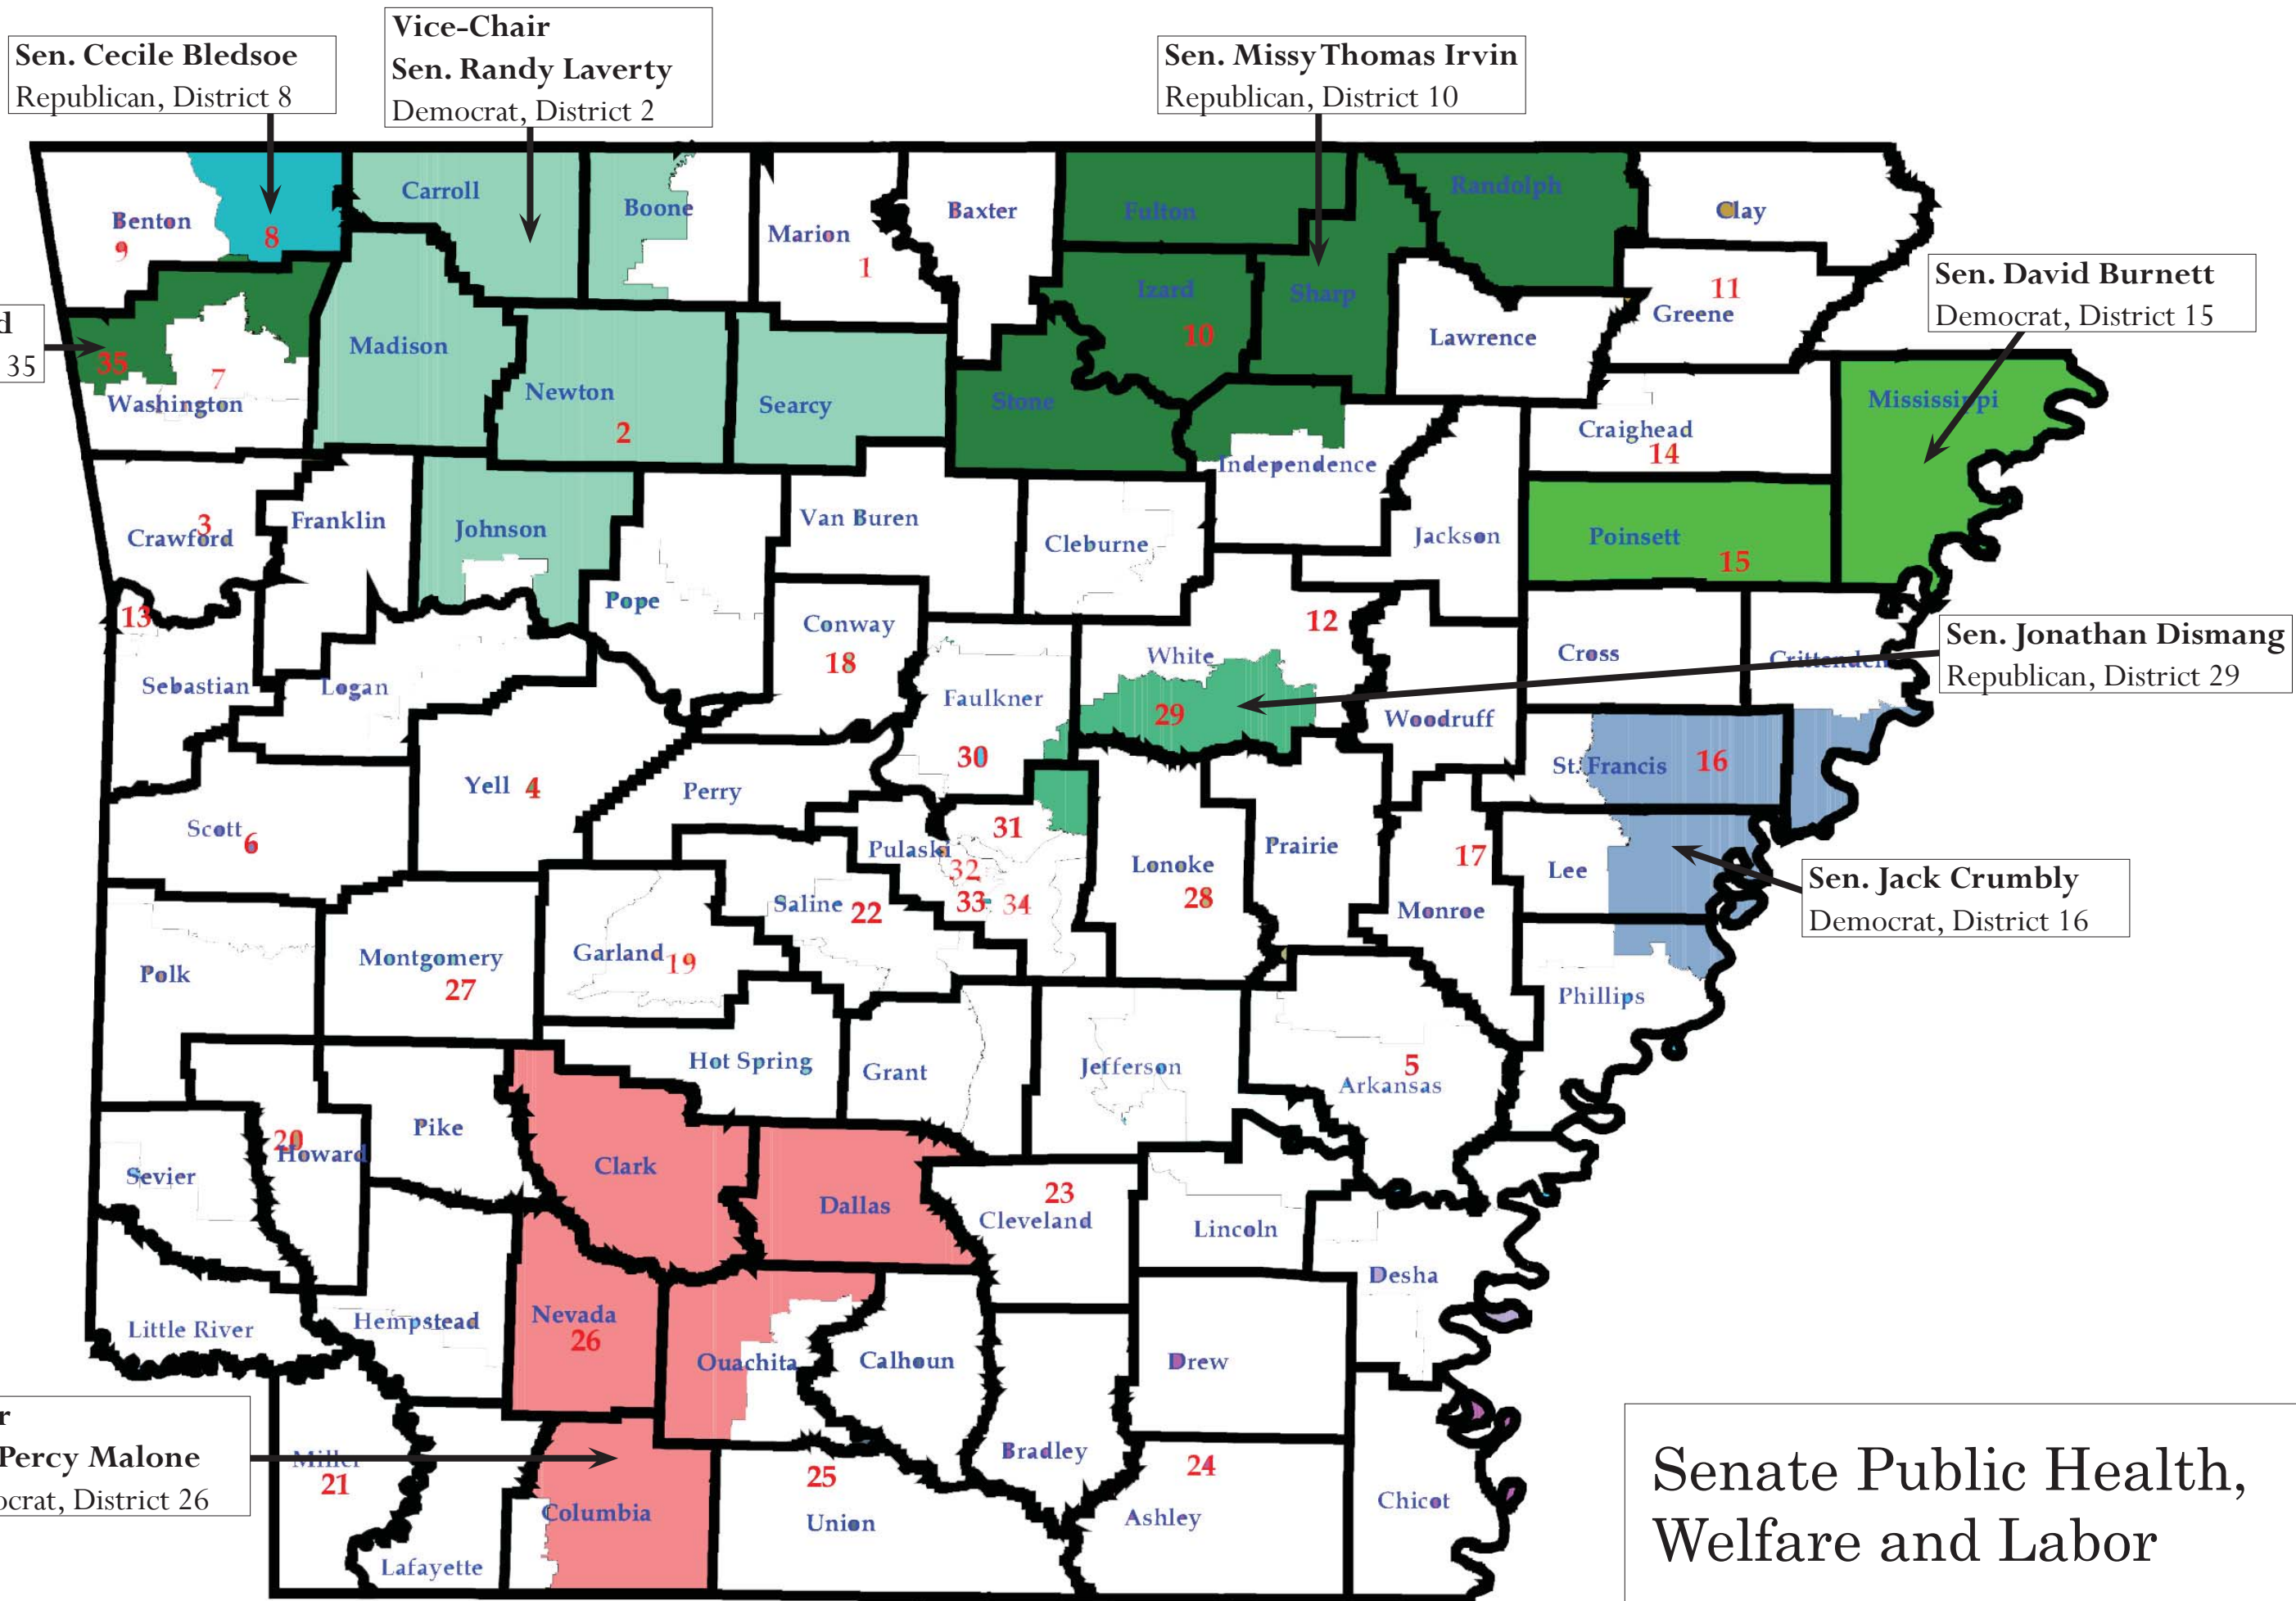 Sen. Cecile Bledsoe
Republican, District 8
Vice-Chair
Sen. Randy Laverty
Democrat, District 2
Sen. Missy Thomas Irvin
Republican, District 10
Carroll
Boone
Marion
1
Baxter
Fulton
Randolph
Clay
Benton
9
8
Izard
10
Sharp
Lawrence
11
Greene
Sen. David Burnett
Democrat, District 15
35
35
7
Washington
Madison
Newton
2
Searcy
Stone
Independence
Craighead
14
Mississippi
3
Crawford
Franklin
Johnson
Van Buren
Cleburne
Jackson
Poinsett
15
13
Pope
Conway
18
12
White
29
Cross
Crittenden
Sen. Jonathan Dismang
Republican, District 29
Sebastian
Logan
Faulkner
30
Woodruff
St. Francis
16
Yell 4
Perry
Scott
6
31
Pulaski
32
33
34
Lonoke
28
Prairie
17
Lee
Sen. Jack Crumbly
Democrat, District 16
Saline
22
Monroe
Polk
Montgomery
27
Garland
19
Phillips
Hot Spring
Grant
Jefferson
5
Arkansas
Pike
20
Howard
Sevier
Clark
Dallas
23
Cleveland
Lincoln
Desha
Little River
Hempstead
Nevada
26
Ouachita
Calhoun
Drew
Percy Malone
District 26
Miller
21
Columbia
Lafayette
25
Union
Bradley
24
Ashley
Chicot
Senate Public Health,
Welfare and Labor